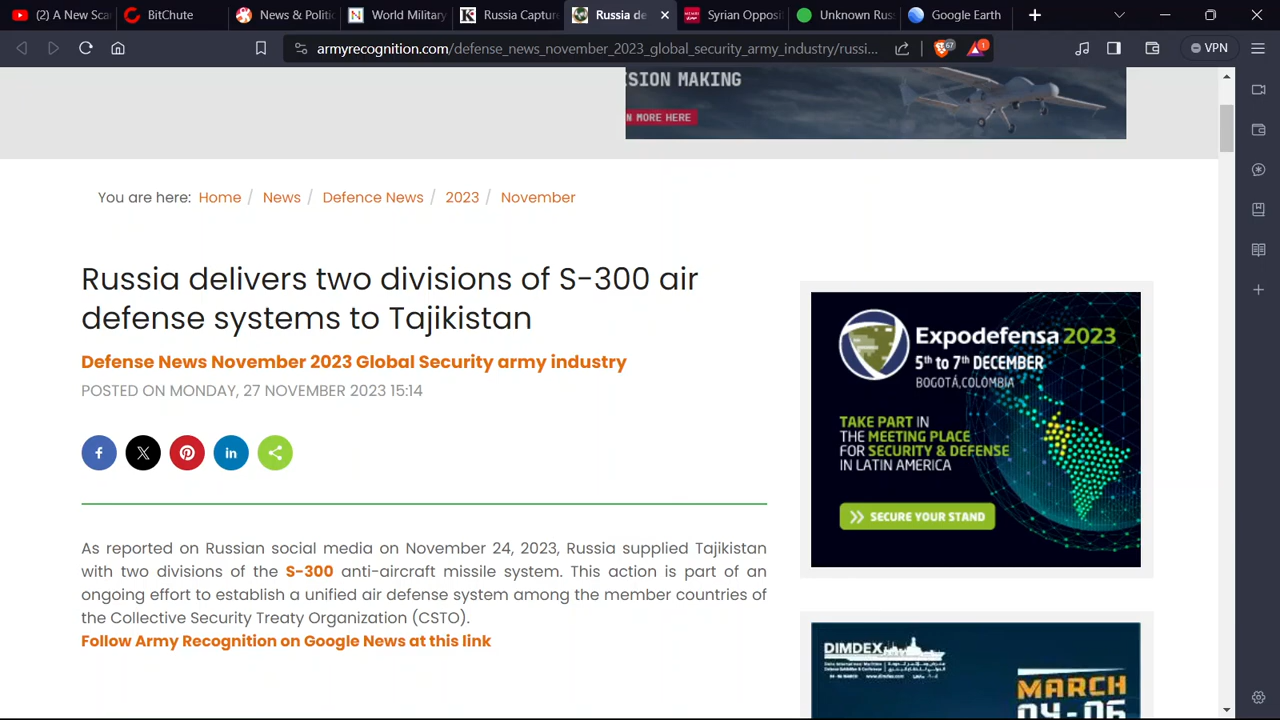 (2) A New Sca
BitChute
News & Politic
World Military
Russia Captur
Russia de
Syrian Opposit
Unknown Rus
Google Earth
armyrecognition.com/defense_news_november_2023_global_security_army_industry/russi...
67
1
VPN
ISION MAKING
N MORE HERE
You are here: Home / News / Defence News / 2023 / November
Russia delivers two divisions of S-300 air
defense systems to Tajikistan
Defense News November 2023 Global Security army industry
POSTED ON MONDAY, 27 NOVEMBER 2023 15:14
As reported on Russian social media on November 24, 2023, Russia supplied Tajikistan
with two divisions of the S-300 anti-aircraft missile system. This action is part of an
ongoing effort to establish a unified air defense system among the member countries of
the Collective Security Treaty Organization (CSTO).
Follow Army Recognition on Google News at this link
Expodefensa 2023
5th to 7th DECEMBER
BOGOTÁ, COLOMBIA
TAKE PART IN
THE MEETING PLACE
FOR SECURITY & DEFENSE
IN LATIN AMERICA
SECURE YOUR STAND
DIMDEX
www.dimdex.com
MARCH
04-06